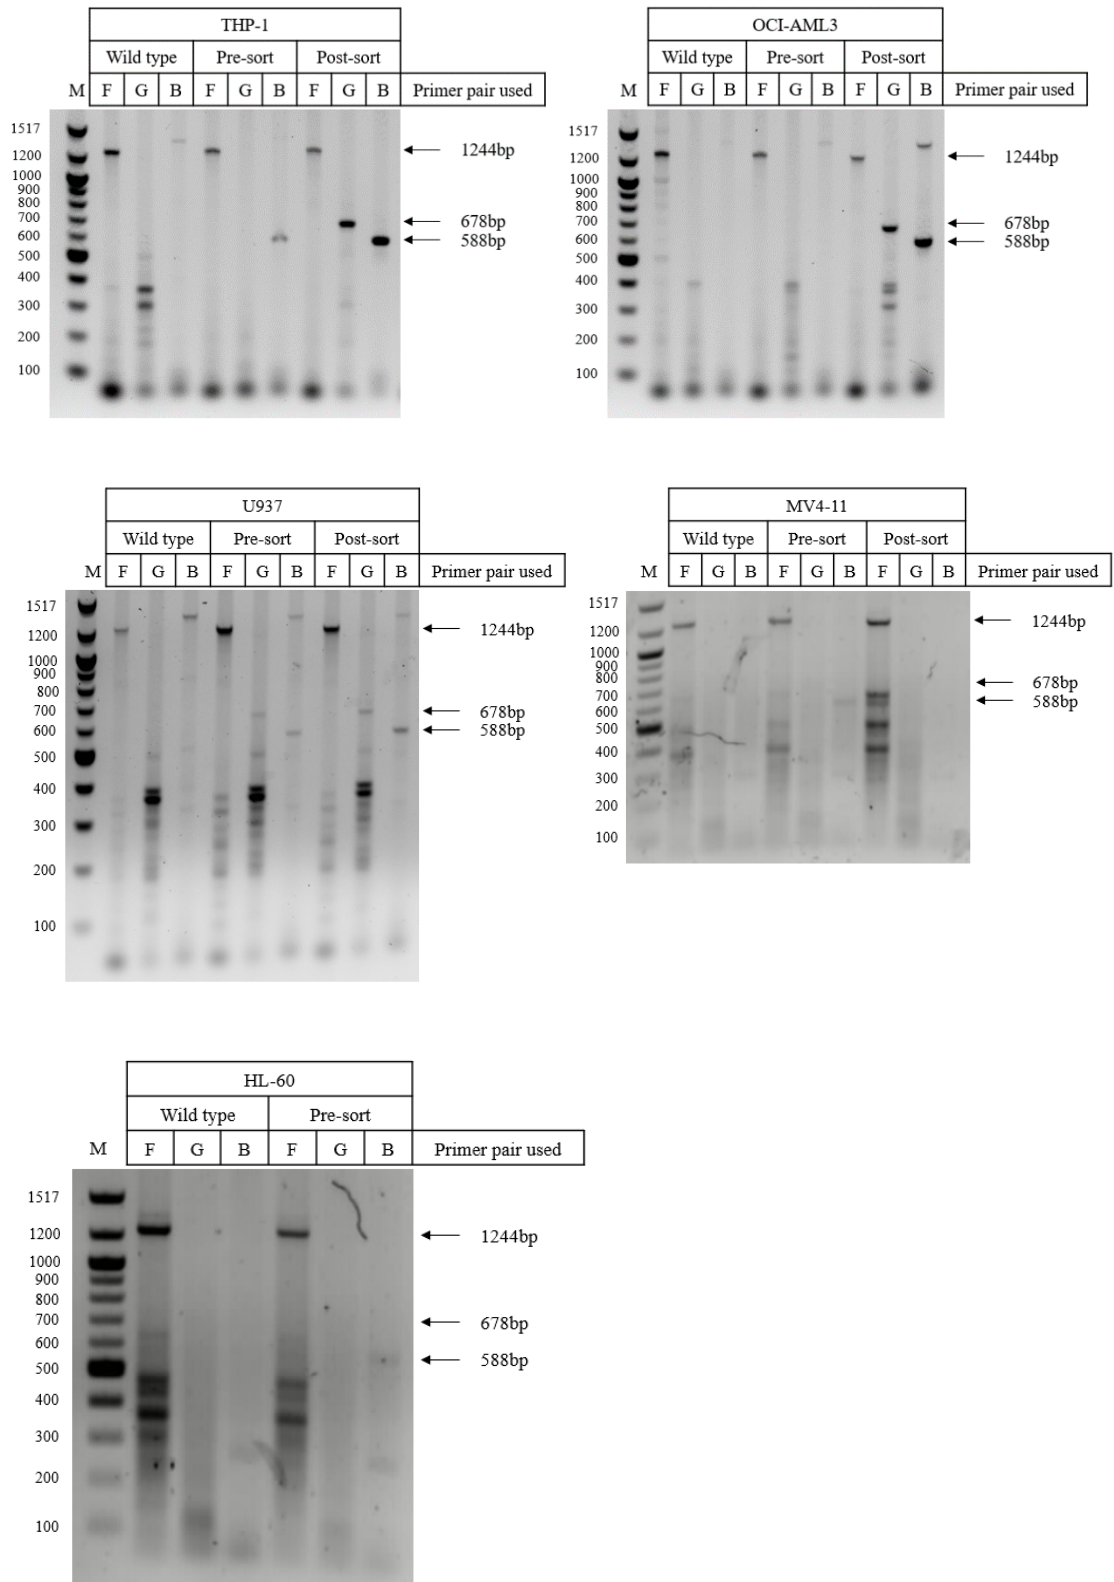 THP-1
Wild type Pre-sort Post-sort
M F G B F G B F G B Primer pair used
1517
1200
1000
900
800
700
600
500
400
300
200
100
1244bp
678bp
588bp
OCI-AML3
Wild type Pre-sort Post-sort
M F G B F G B F G B Primer pair used
1517
1200
1000
900
800
700
600
500
400
300
200
100
1244bp
678bp
588bp
U937
Wild type Pre-sort Post-sort
M F G B F G B F G B Primer pair used
1517
1200
1000
900
800
700
600
500
400
300
200
100
1244bp
678bp
588bp
MV4-11
Wild type Pre-sort Post-sort
M F G B F G B F G B Primer pair used
1517
1200
1000
900
800
700
600
500
400
300
200
100
1244bp
678bp
588bp
HL-60
Wild type Pre-sort
M F G B F G B Primer pair used
1517
1200
1000
900
800
700
600
500
400
300
200
100
1244bp
678bp
588bp